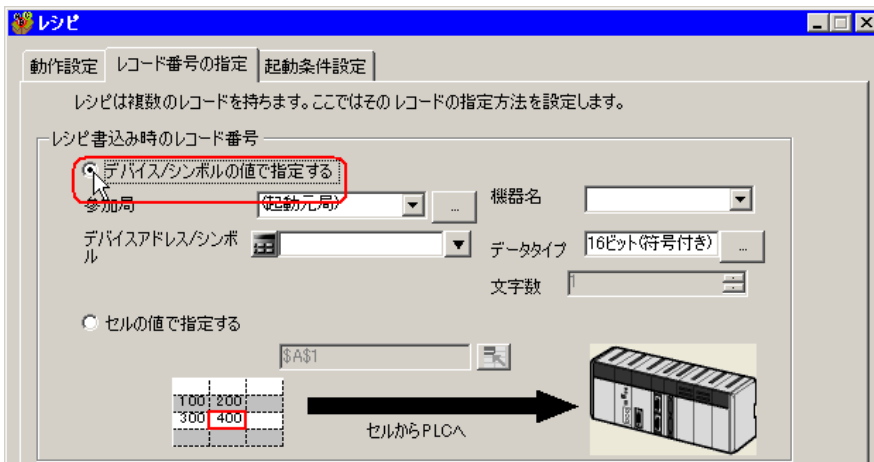 レシピ
動作設定 レコード番号の指定 起動条件設定
レシピは複数のレコードを持ちます。ここではそのレコードの指定方法を設定します。
レシピ書込み時のレコード番号
デバイス/シンボルの値で指定する
参加局 (起動元局) ... 機器名
デバイスアドレス/シンボ
ル
データタイプ 16ビット(符号付き) ...
文字数 1
セルの値で指定する
$A$1
100 200
300 400
セルからPLCへ